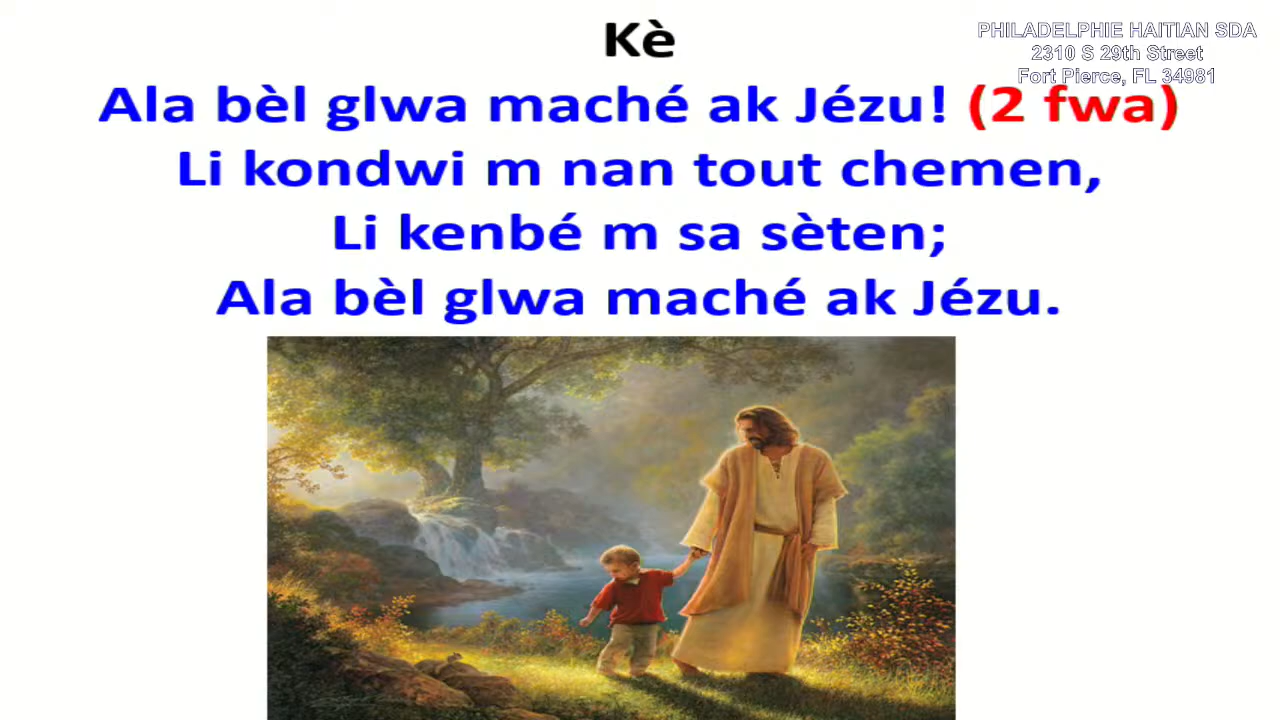 Kè
PHILADELPHIE HAITIAN SDA
2310 S 29th Street
Fort Pierce, FL 34981
Ala bèl glwa maché ak Jézu! (2 fwa)
Li kondwi m nan tout chemen,
Li kenbé m sa sèten;
Ala bèl glwa maché ak Jézu.